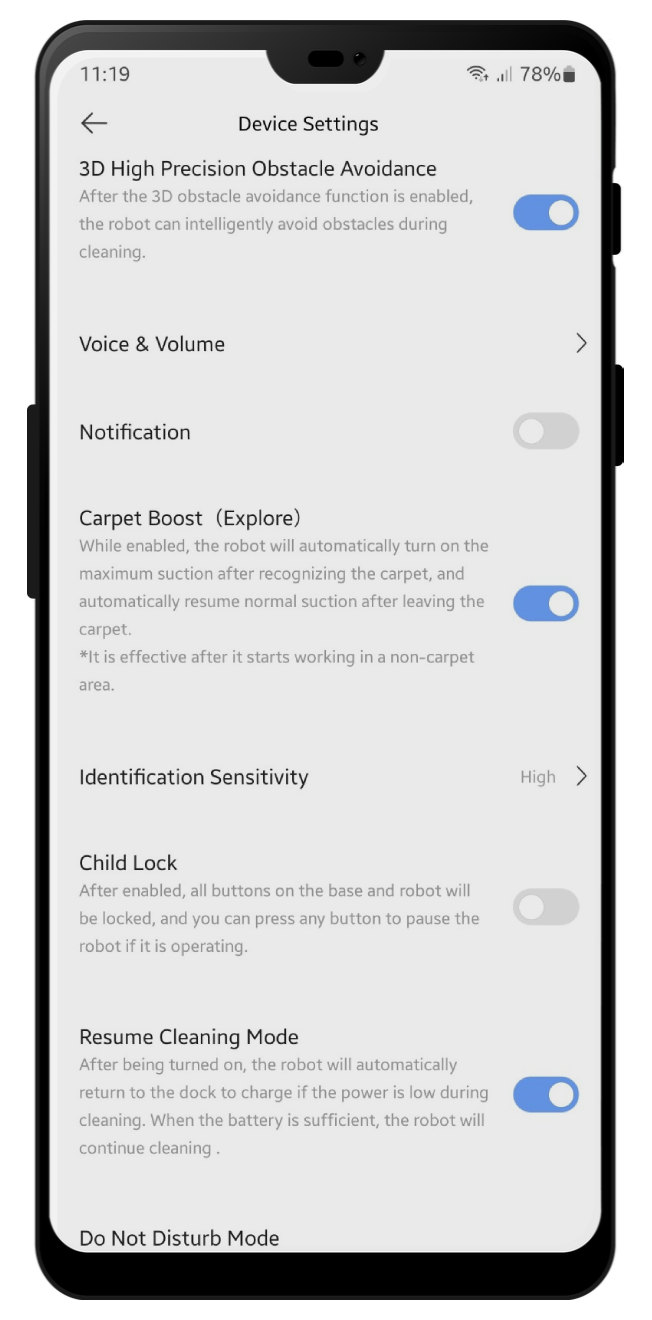 11:19 78%
Device Settings
3D High Precision Obstacle Avoidance
After the 3D obstacle avoidance function is enabled,
the robot can intelligently avoid obstacles during
cleaning.
Voice & Volume
Notification
Carpet Boost（Explore）
While enabled, the robot will automatically turn on the
maximum suction after recognizing the carpet, and
automatically resume normal suction after leaving the
carpet.
*It is effective after it starts working in a non-carpet
area.
Identification Sensitivity High
Child Lock
After enabled, all buttons on the base and robot will
be locked, and you can press any button to pause the
robot if it is operating.
Resume Cleaning Mode
After being turned on, the robot will automatically
return to the dock to charge if the power is low during
cleaning. When the battery is sufficient, the robot will
continue cleaning .
Do Not Disturb Mode